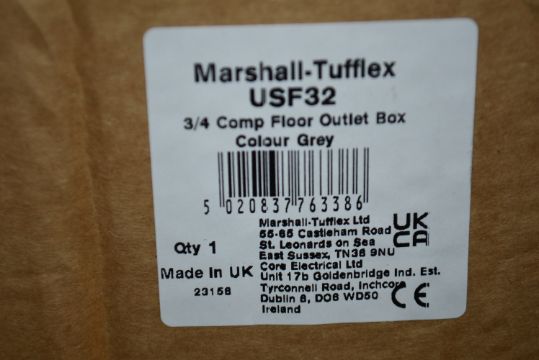 Marshall-Tufflex
USF32
3/4 Comp Floor Outlet Box
Colour Grey
5 020837 763386
Marshall-Tufflex Ltd
55-65 Castleham Road
St. Leonards on Sea
East Sussex, TN38 9NU
UK
CA
Qty 1
Made In UK
23158
Core Electrical Ltd
Unit 17b Goldenbridge Ind. Est.
Tyrconnell Road, Inchcore
Dublin 8, D08 WD50
Ireland
CE